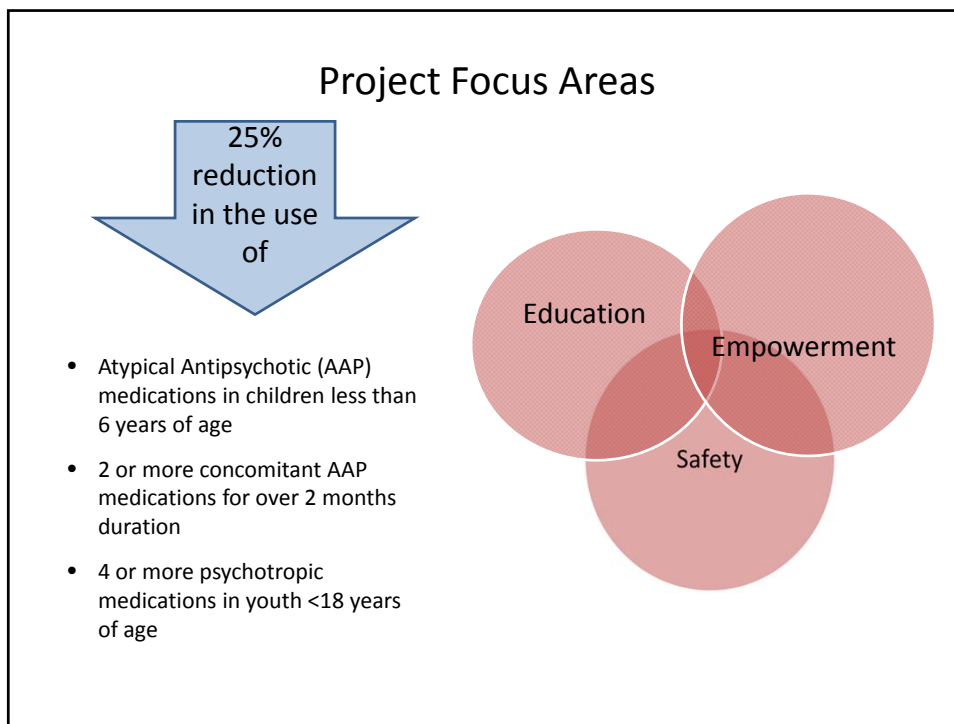 Project Focus Areas
25%
reduction
in the use
of
• Atypical Antipsychotic (AAP)
medications in children less than
6 years of age
• 2 or more concomitant AAP
medications for over 2 months
duration
• 4 or more psychotropic
medications in youth <18 years
of age
Education
Empowerment
Safety